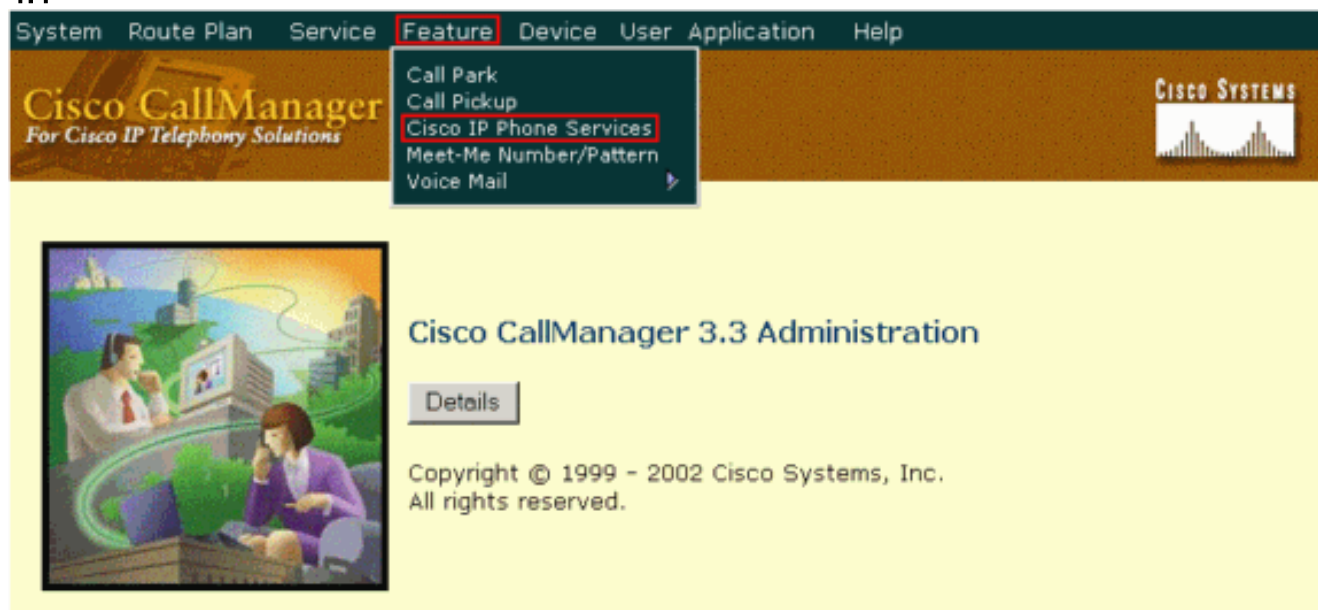 System Route Plan Service Feature Device User Application Help
Cisco CallManager
For Cisco IP Telephony Solutions
Call Park
Call Pickup
Cisco IP Phone Services
Meet-Me Number/Pattern
Voice Mail
CISCO SYSTEMS
Cisco CallManager 3.3 Administration
Details
Copyright © 1999 - 2002 Cisco Systems, Inc.
All rights reserved.